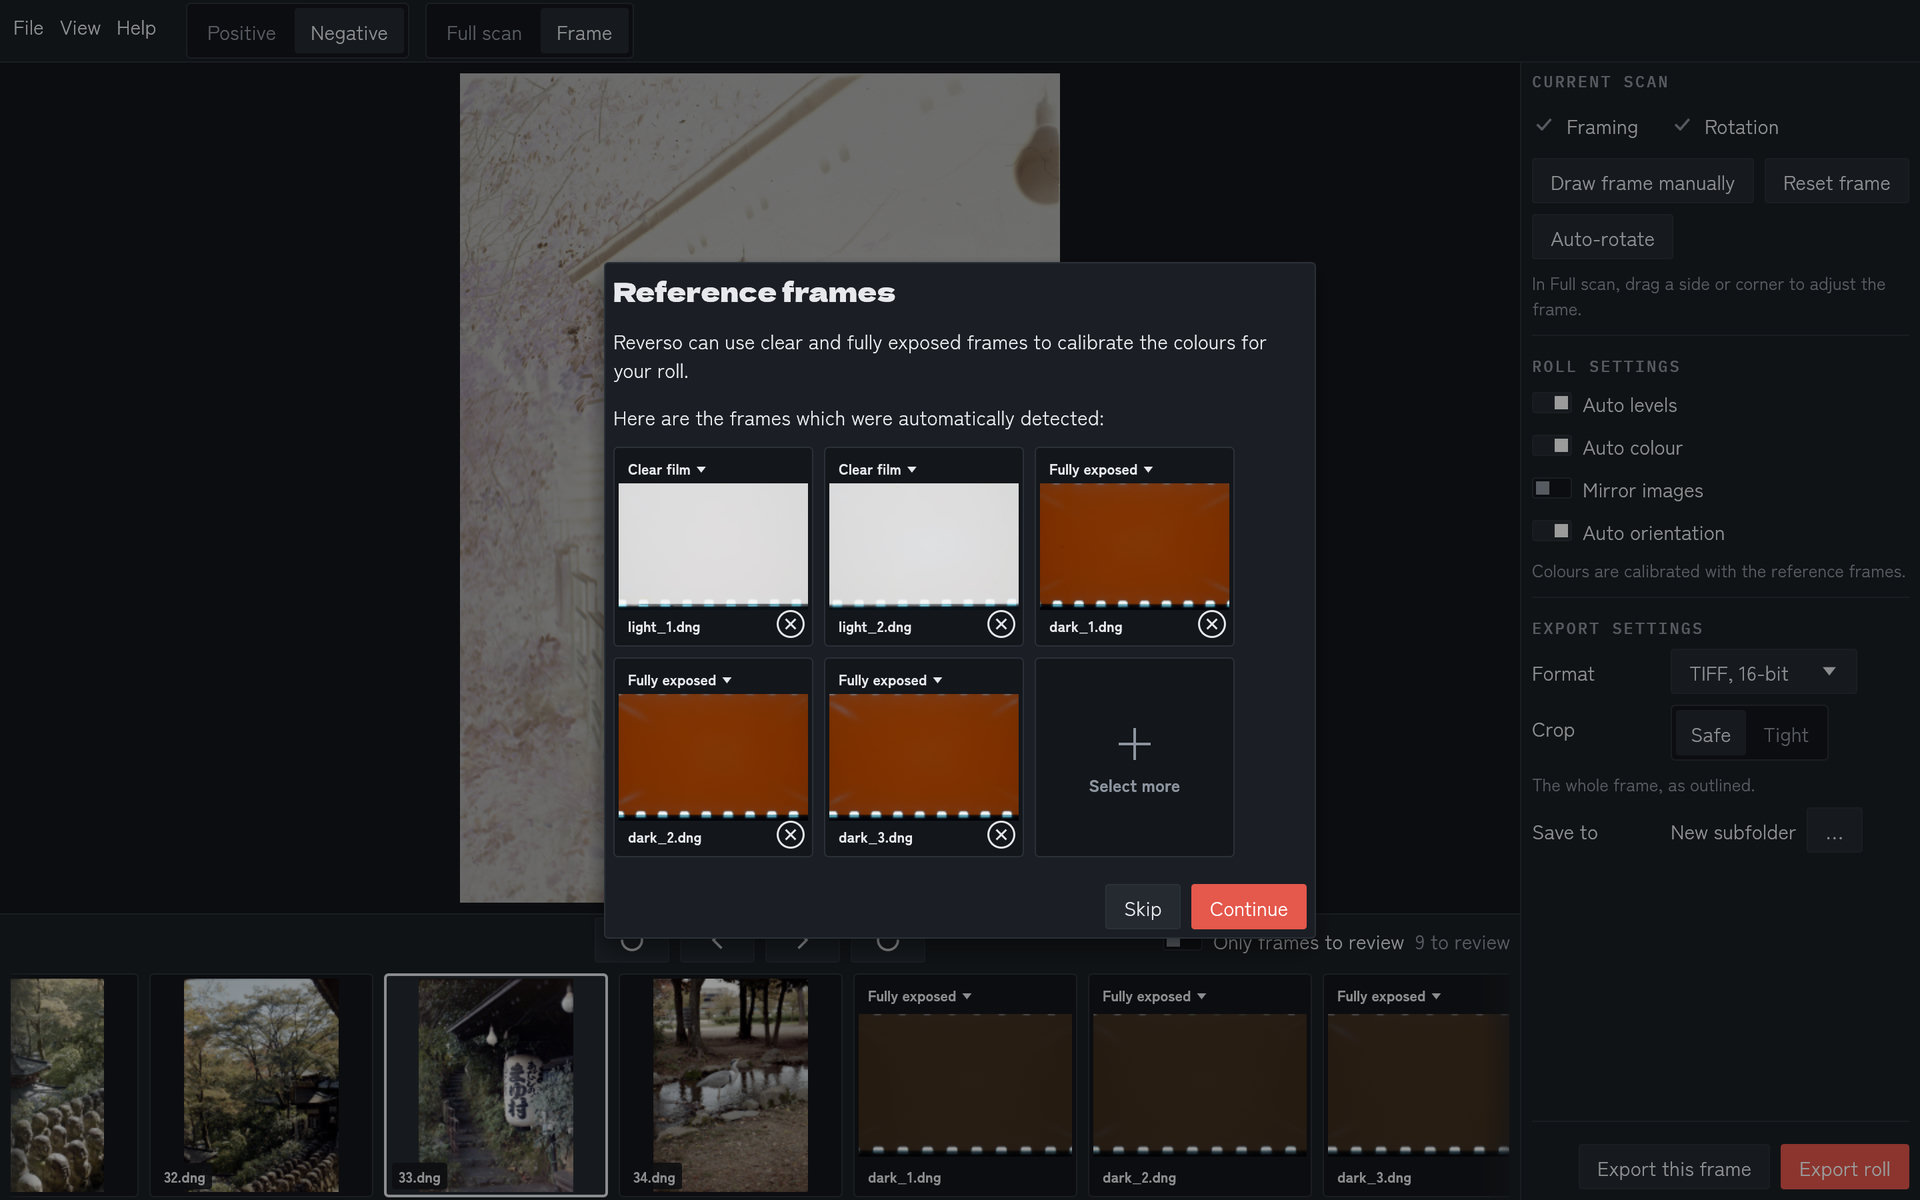 File View Help
Positive Negative
Full scan Frame
CURRENT SCAN
Framing Rotation
Draw frame manually Reset frame
Auto-rotate
In Full scan, drag a side or corner to adjust the
frame.
ROLL SETTINGS
Auto levels
Auto colour
Mirror images
Auto orientation
Colours are calibrated with the reference frames.
EXPORT SETTINGS
Format TIFF, 16-bit
Crop Safe Tight
The whole frame, as outlined.
Save to New subfolder ...
Export this frame Export roll
Reference frames
Reverso can use clear and fully exposed frames to calibrate the colours for
your roll.
Here are the frames which were automatically detected:
Clear film
light_1.dng
Clear film
light_2.dng
Fully exposed
dark_1.dng
Fully exposed
dark_2.dng
Fully exposed
dark_3.dng
Select more
Skip Continue
Only frames to review 9 to review
32.dng
33.dng
34.dng
Fully exposed
dark_1.dng
Fully exposed
dark_2.dng
Fully exposed
dark_3.dng